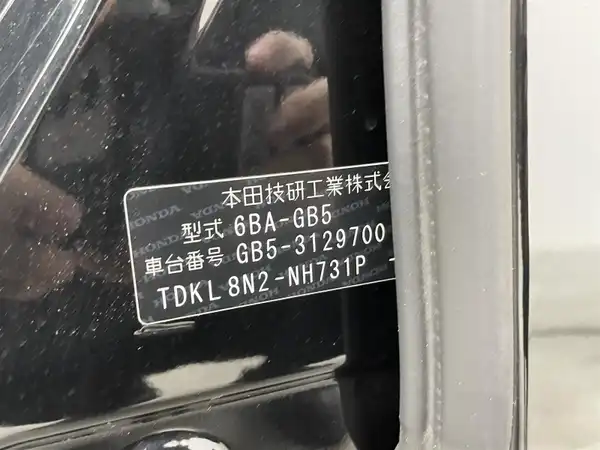 本田技研工業株式会
型式 6BA-GB5
車台番号 GB5-3129700
TDKL 8N2-NH731P